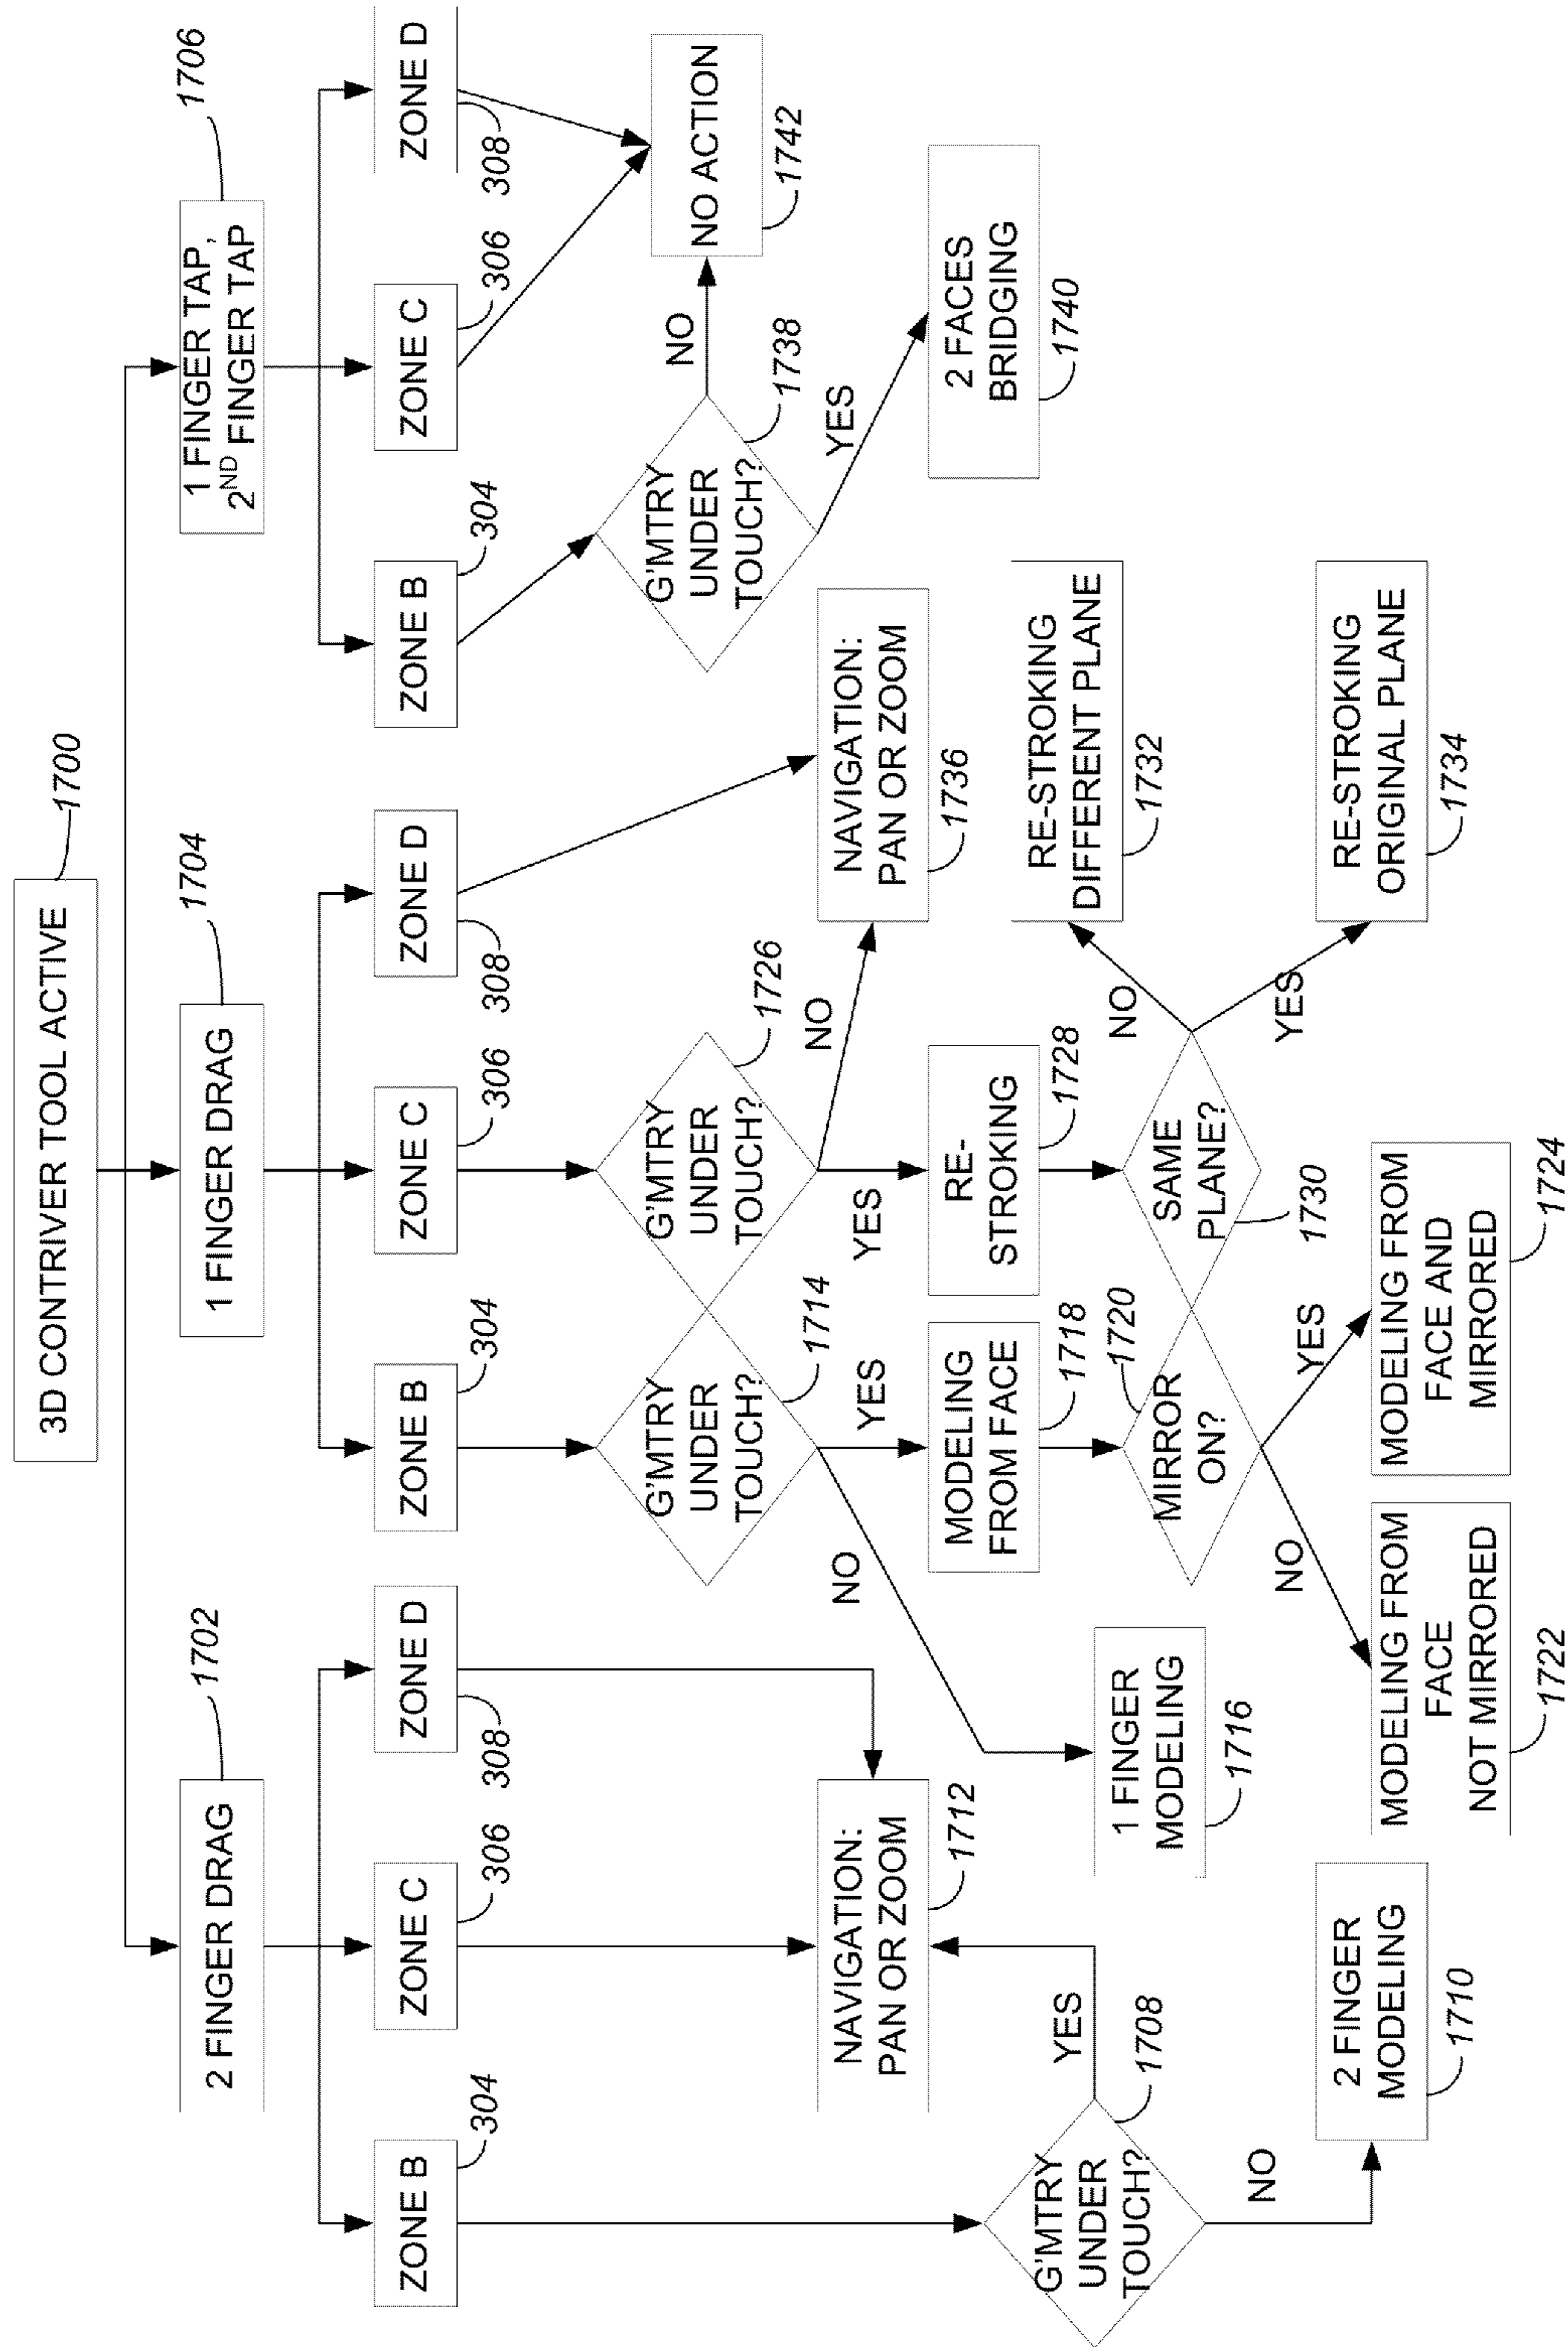 3D CONTRIVER TOOL ACTIVE
1700
2 FINGER DRAG
1702
1 FINGER DRAG
1704
1 FINGER TAP,
2ND FINGER TAP
1706
ZONE B
304
ZONE C
306
ZONE D
308
ZONE B
304
ZONE C
306
ZONE D
308
ZONE B
304
ZONE C
306
ZONE D
308
G'MTRY
UNDER
TOUCH?
1714
G'MTRY
UNDER
TOUCH?
1726
G'MTRY
UNDER
TOUCH?
1738
NO
NO ACTION
1742
YES
NAVIGATION:
PAN OR ZOOM
1712
NO
YES
YES
NO
NAVIGATION:
PAN OR ZOOM
1736
2 FACES
BRIDGING
1740
G'MTRY
UNDER
TOUCH?
1708
YES
1 FINGER
MODELING
1716
MODELING
FROM FACE
1718
RE-
STROKING
1728
RE-STROKING
DIFFERENT PLANE
1732
MIRROR
ON?
1720
SAME
PLANE?
1730
NO
YES
NO
2 FINGER
MODELING
1710
NO
YES
RE-STROKING
ORIGINAL PLANE
1734
MODELING FROM
FACE
NOT MIRRORED
1722
MODELING FROM
FACE AND
MIRRORED
1724